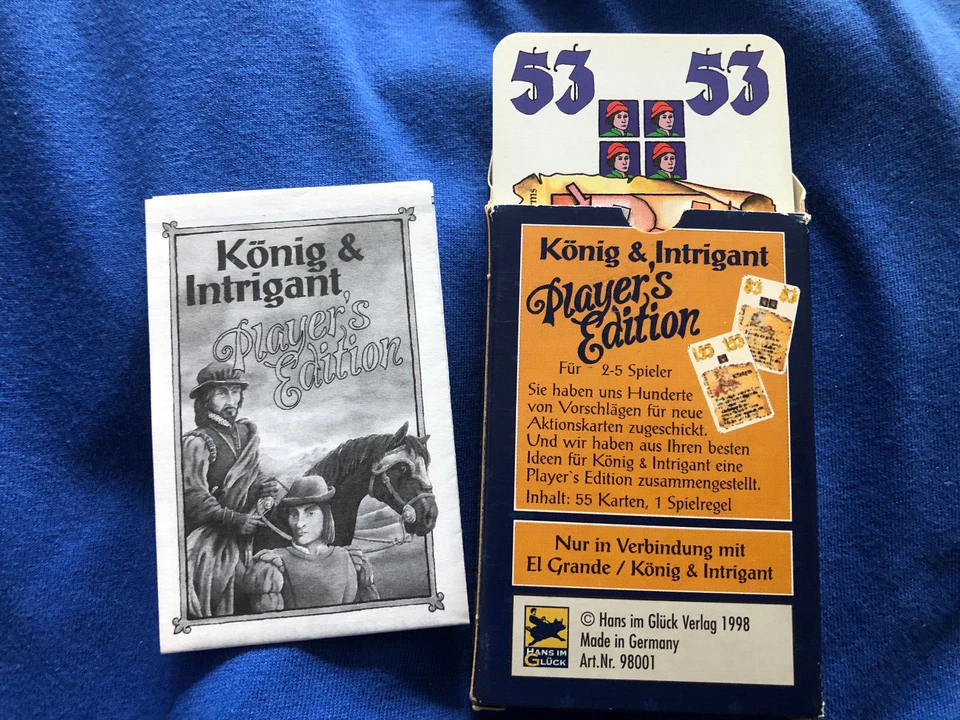 König &
Intrigant
Player's
Edition
53 53
König & Intrigant
Player's
Edition
53 53
Für 2-5 Spieler
Sie haben uns Hunderte
von Vorschlägen für neue
Aktionskarten zugeschickt.
Und wir haben aus Ihren besten
Ideen für König & Intrigant eine
Player`s Edition zusammengestellt.
Inhalt: 55 Karten, 1 Spielregel
Nur in Verbindung mit
El Grande / König & Intrigant
HANS IM
GLÜCK
© Hans im Glück Verlag 1998
Made in Germany
Art.Nr. 98001